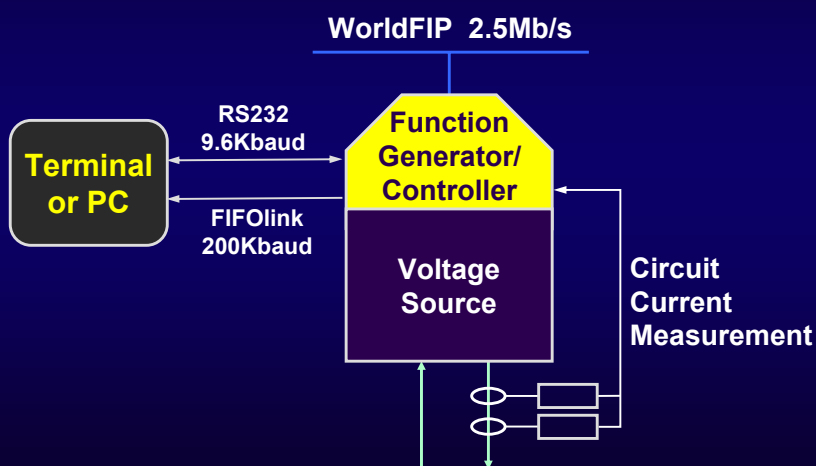 WorldFIP 2.5Mb/s
RS232
9.6Kbaud
Function
Generator/
Controller
Terminal
or PC
FIFOlink
200Kbaud
Voltage
Source
Circuit
Current
Measurement